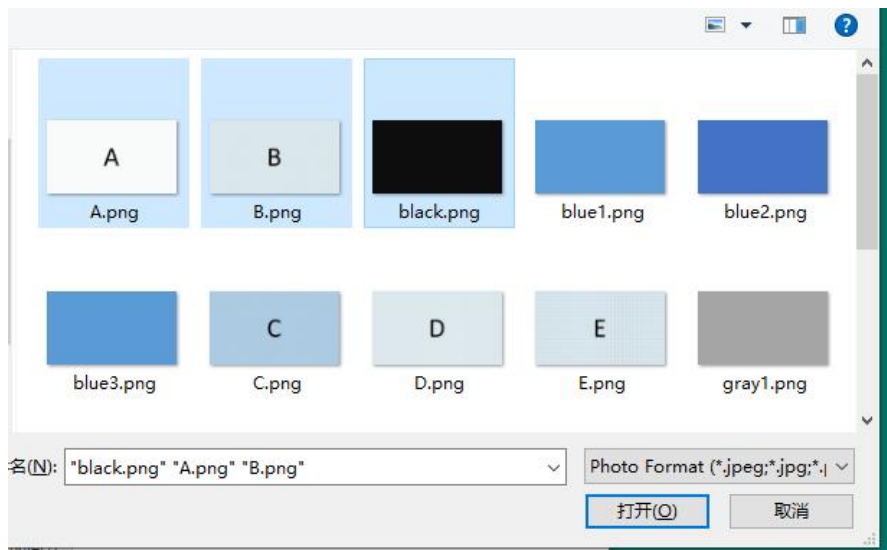 ?
A
B
A.png
B.png
black.png
blue1.png
blue2.png
C
D
E
blue3.png
C.png
D.png
E.png
gray1.png
名(N):
"black.png" "A.png" "B.png"
Photo Format (*.jpeg;*.jpg;*.
打开(O)
取消